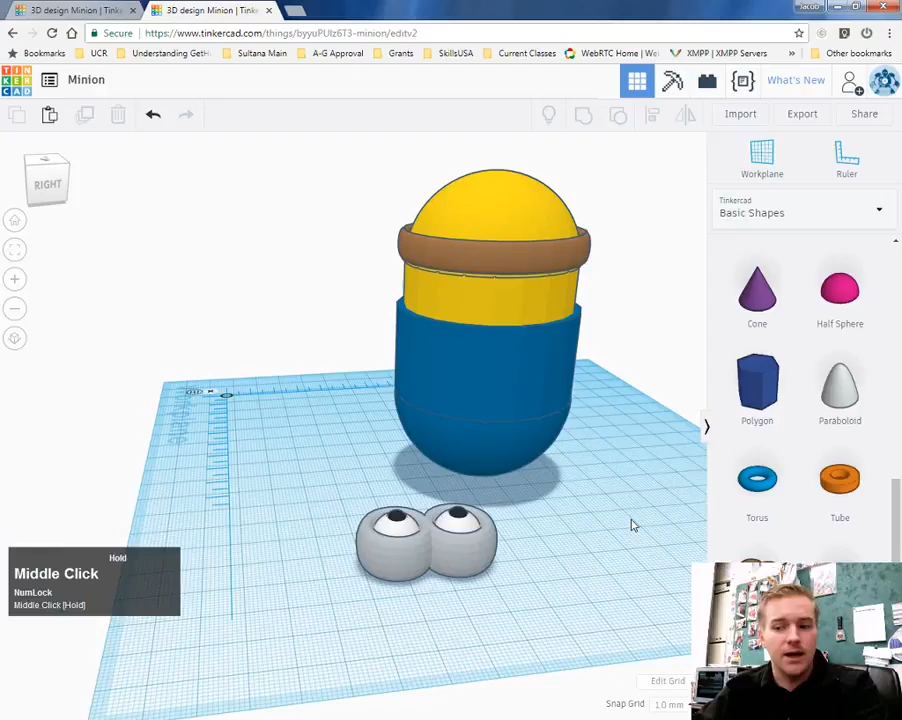 3D design Minion | Tinke
3D design Minion | Tinke
Jacob
Secure
https://www.tinkercad.com/things/byyuPUIz6T3-minion/editv2
Bookmarks
UCR
Understanding GetH
Sultana Main
A-G Approval
Grants
SkillsUSA
Current Classes
WebRTC Home | We
XMPP | XMPP Servers
Other bookmarks
TIN
KER
CAD
Minion
What's New
Import
Export
Share
RIGHT
Workplane
Ruler
Tinkercad
Basic Shapes
Cone
Half Sphere
Polygon
Paraboloid
Torus
Tube
Hold
Middle Click
NumLock
Middle Click [Hold]
Edit Grid
Snap Grid
1.0 mm